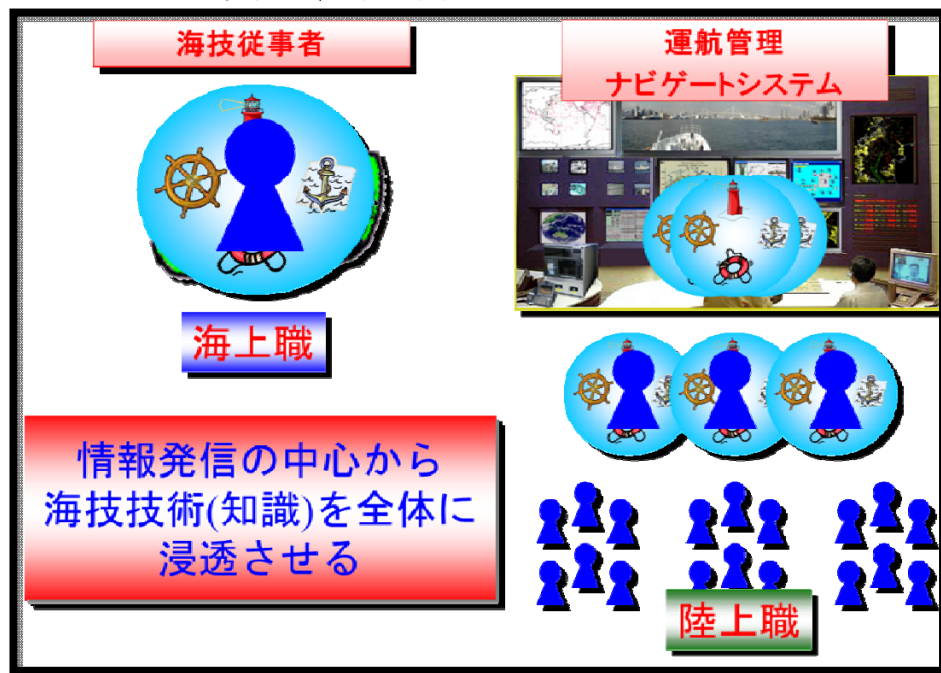 海技従事者
運航管理
ナビゲートシステム
海上職
情報発信の中心から
海技技術(知識)を全体に
浸透させる
陸上職